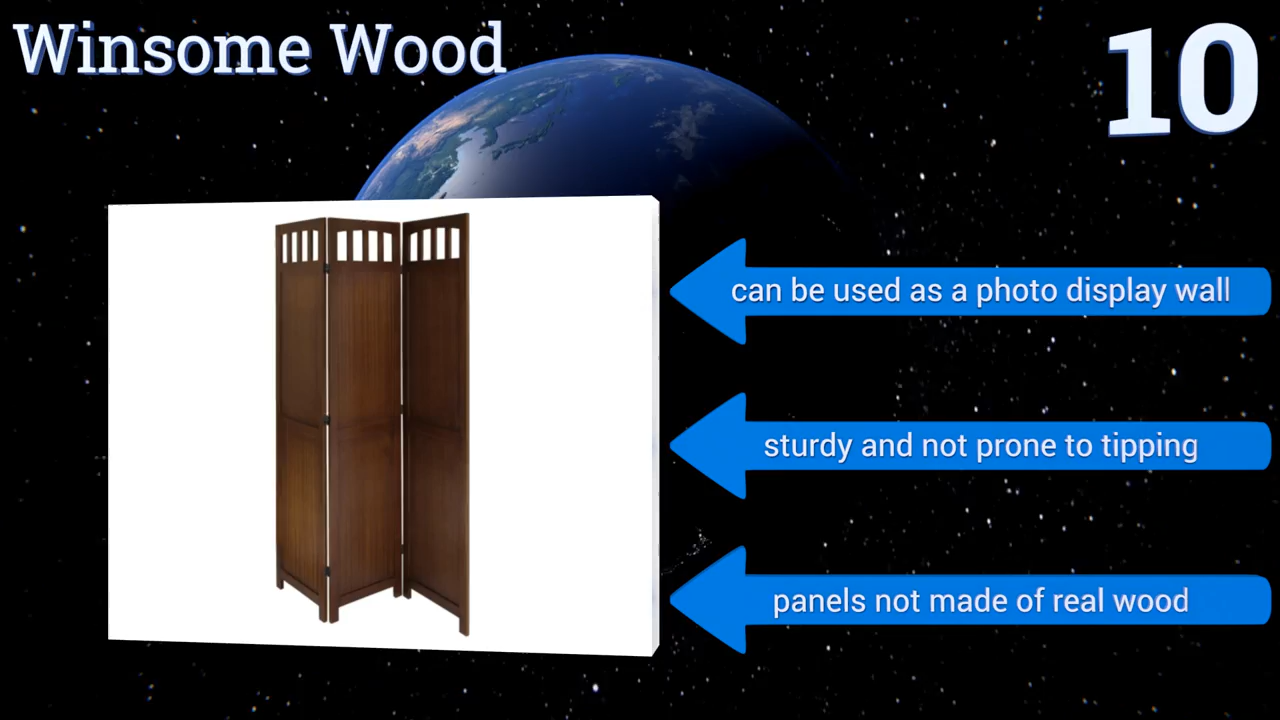 Winsome Wood
10
can be used as a photo display wall
sturdy and not prone to tipping
panels not made of real wood